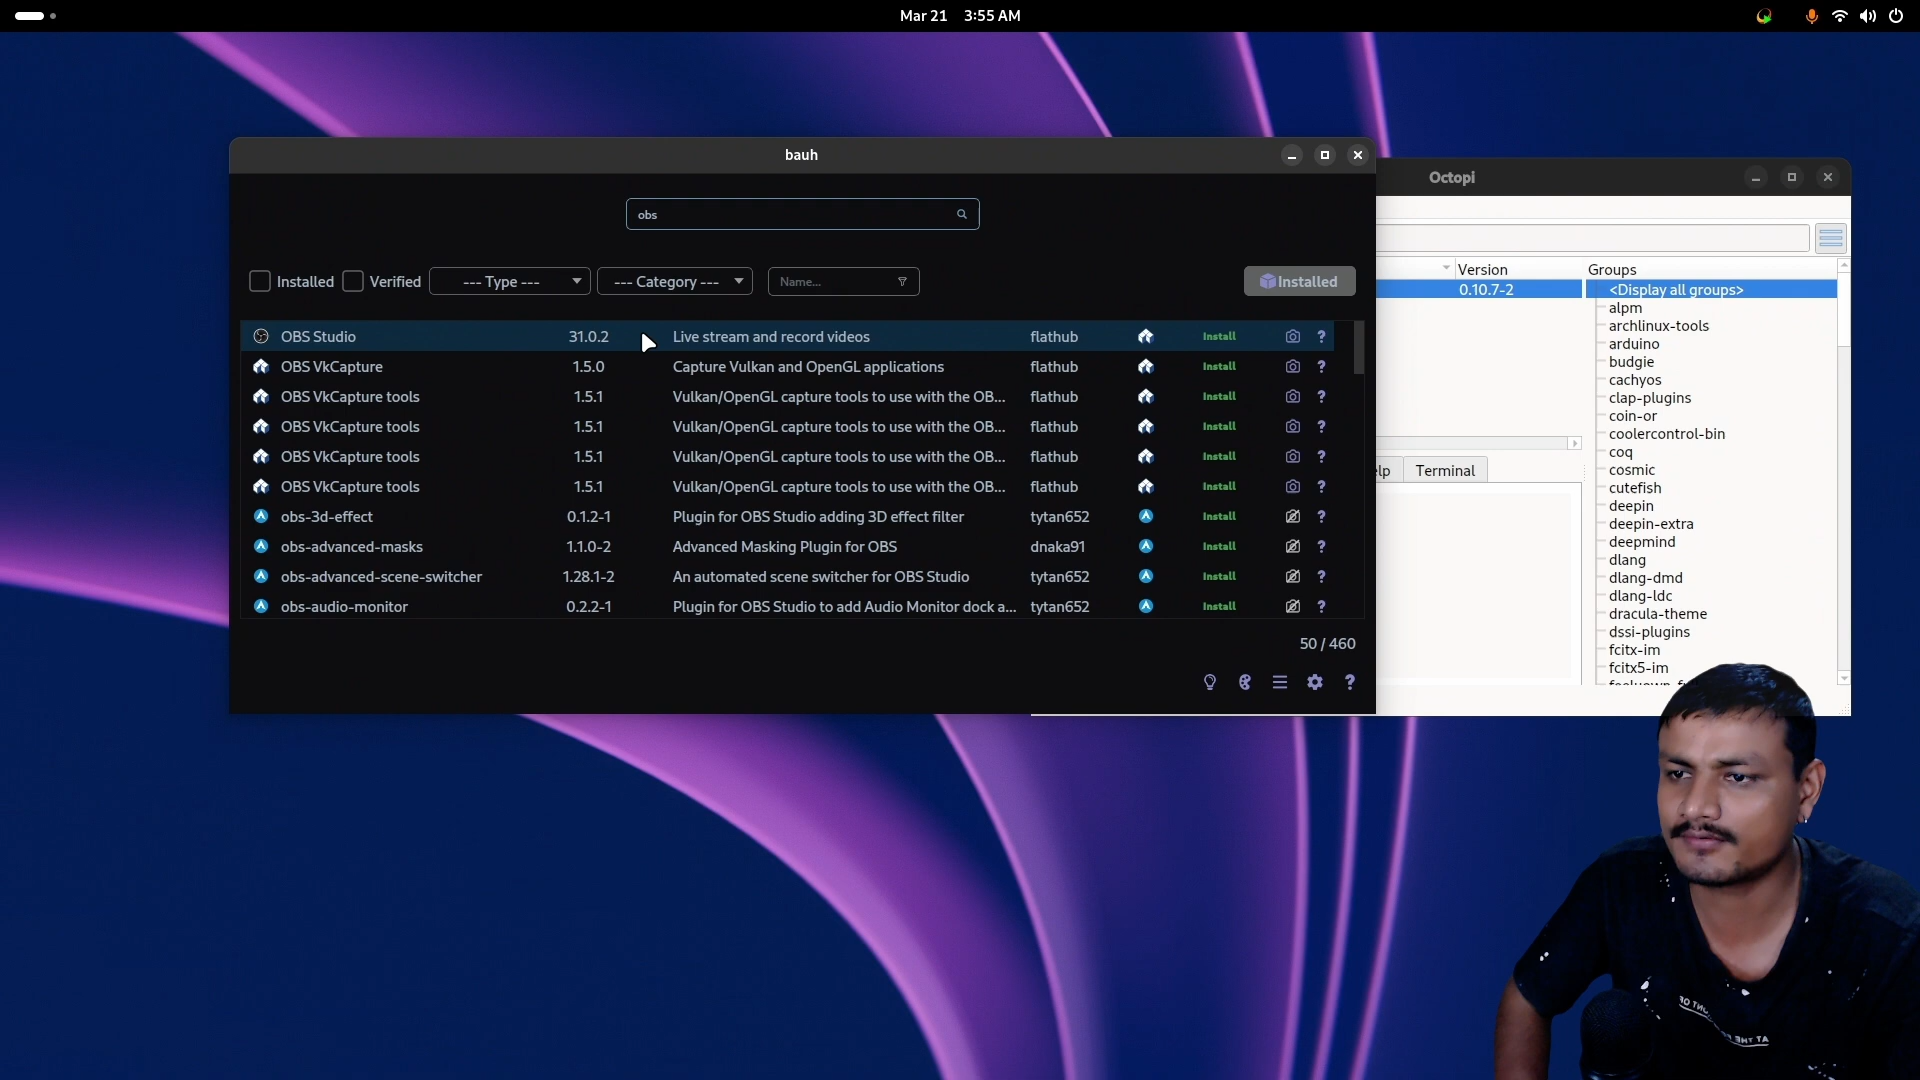 Mar 21 3:55 AM
bauh
obs
Installed Verified --- Type --- --- Category --- Name... Installed
OBS Studio 31.0.2 Live stream and record videos flathub Install ?
OBS VkCapture 1.5.0 Capture Vulkan and OpenGL applications flathub Install ?
OBS VkCapture tools 1.5.1 Vulkan/OpenGL capture tools to use with the OB... flathub Install ?
OBS VkCapture tools 1.5.1 Vulkan/OpenGL capture tools to use with the OB... flathub Install ?
OBS VkCapture tools 1.5.1 Vulkan/OpenGL capture tools to use with the OB... flathub Install ?
OBS VkCapture tools 1.5.1 Vulkan/OpenGL capture tools to use with the OB... flathub Install ?
obs-3d-effect 0.1.2-1 Plugin for OBS Studio adding 3D effect filter tytan652 Install ?
obs-advanced-masks 1.1.0-2 Advanced Masking Plugin for OBS dnaka91 Install ?
obs-advanced-scene-switcher 1.28.1-2 An automated scene switcher for OBS Studio tytan652 Install ?
obs-audio-monitor 0.2.2-1 Plugin for OBS Studio to add Audio Monitor dock a... tytan652 Install ?
50 / 460
?
Octopi
Version Groups
0.10.7-2 <Display all groups>
alpm
archlinux-tools
arduino
budgie
cachyos
clap-plugins
coin-or
coolercontrol-bin
coq
cosmic
cutefish
deepin
deepin-extra
deepmind
dlang
dlang-dmd
dlang-ldc
dracula-theme
dssi-plugins
fcitx-im
fcitx5-im
lp Terminal